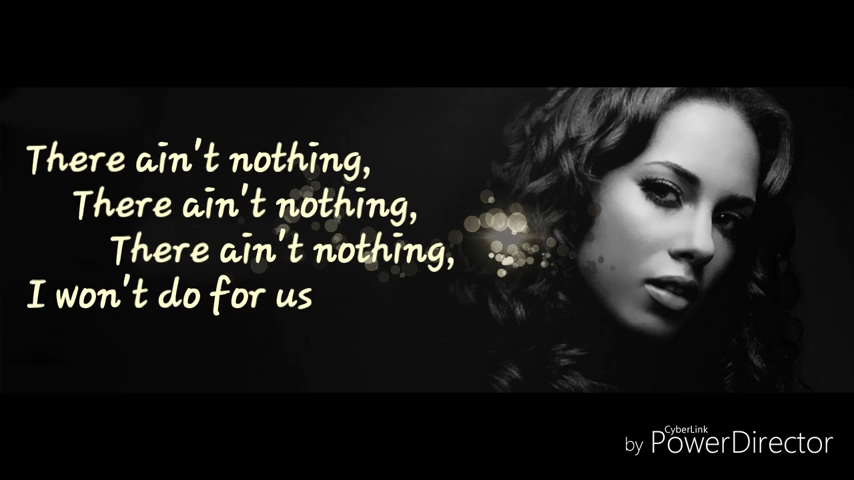 There ain't nothing,
There ain't nothing,
There ain't nothing,
I won't do for us
CyberLink
by PowerDirector